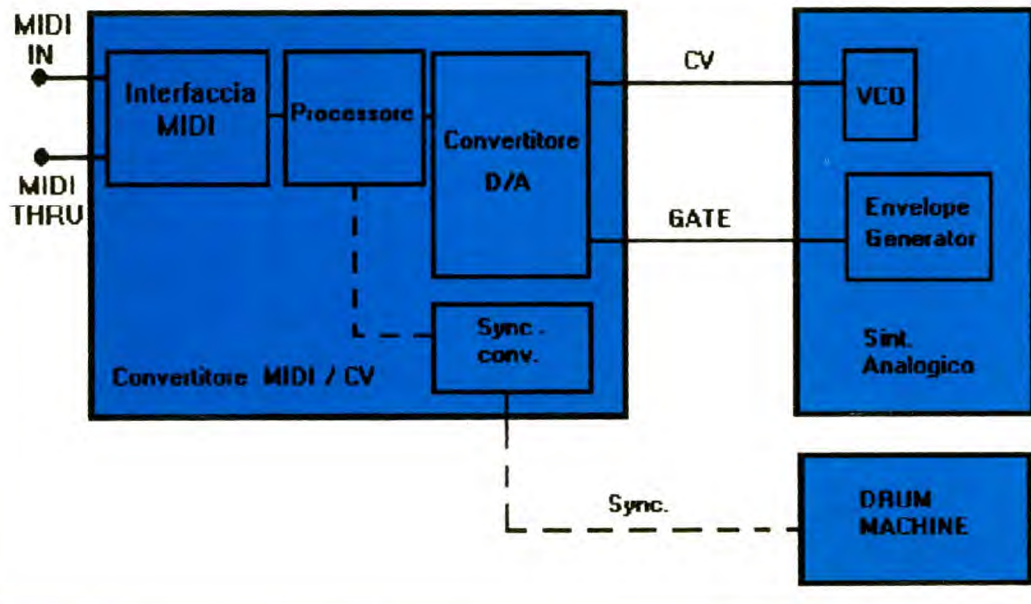 MIDI
IN
MIDI
THRU
Interfaccia
MIDI
Processore
Convertitore
D/A
Sync.
conv.
Convertitore MIDI / CV
CV
GATE
VCO
Envelope
Generator
Sint.
Analogico
Sync.
DRUM
MACHINE